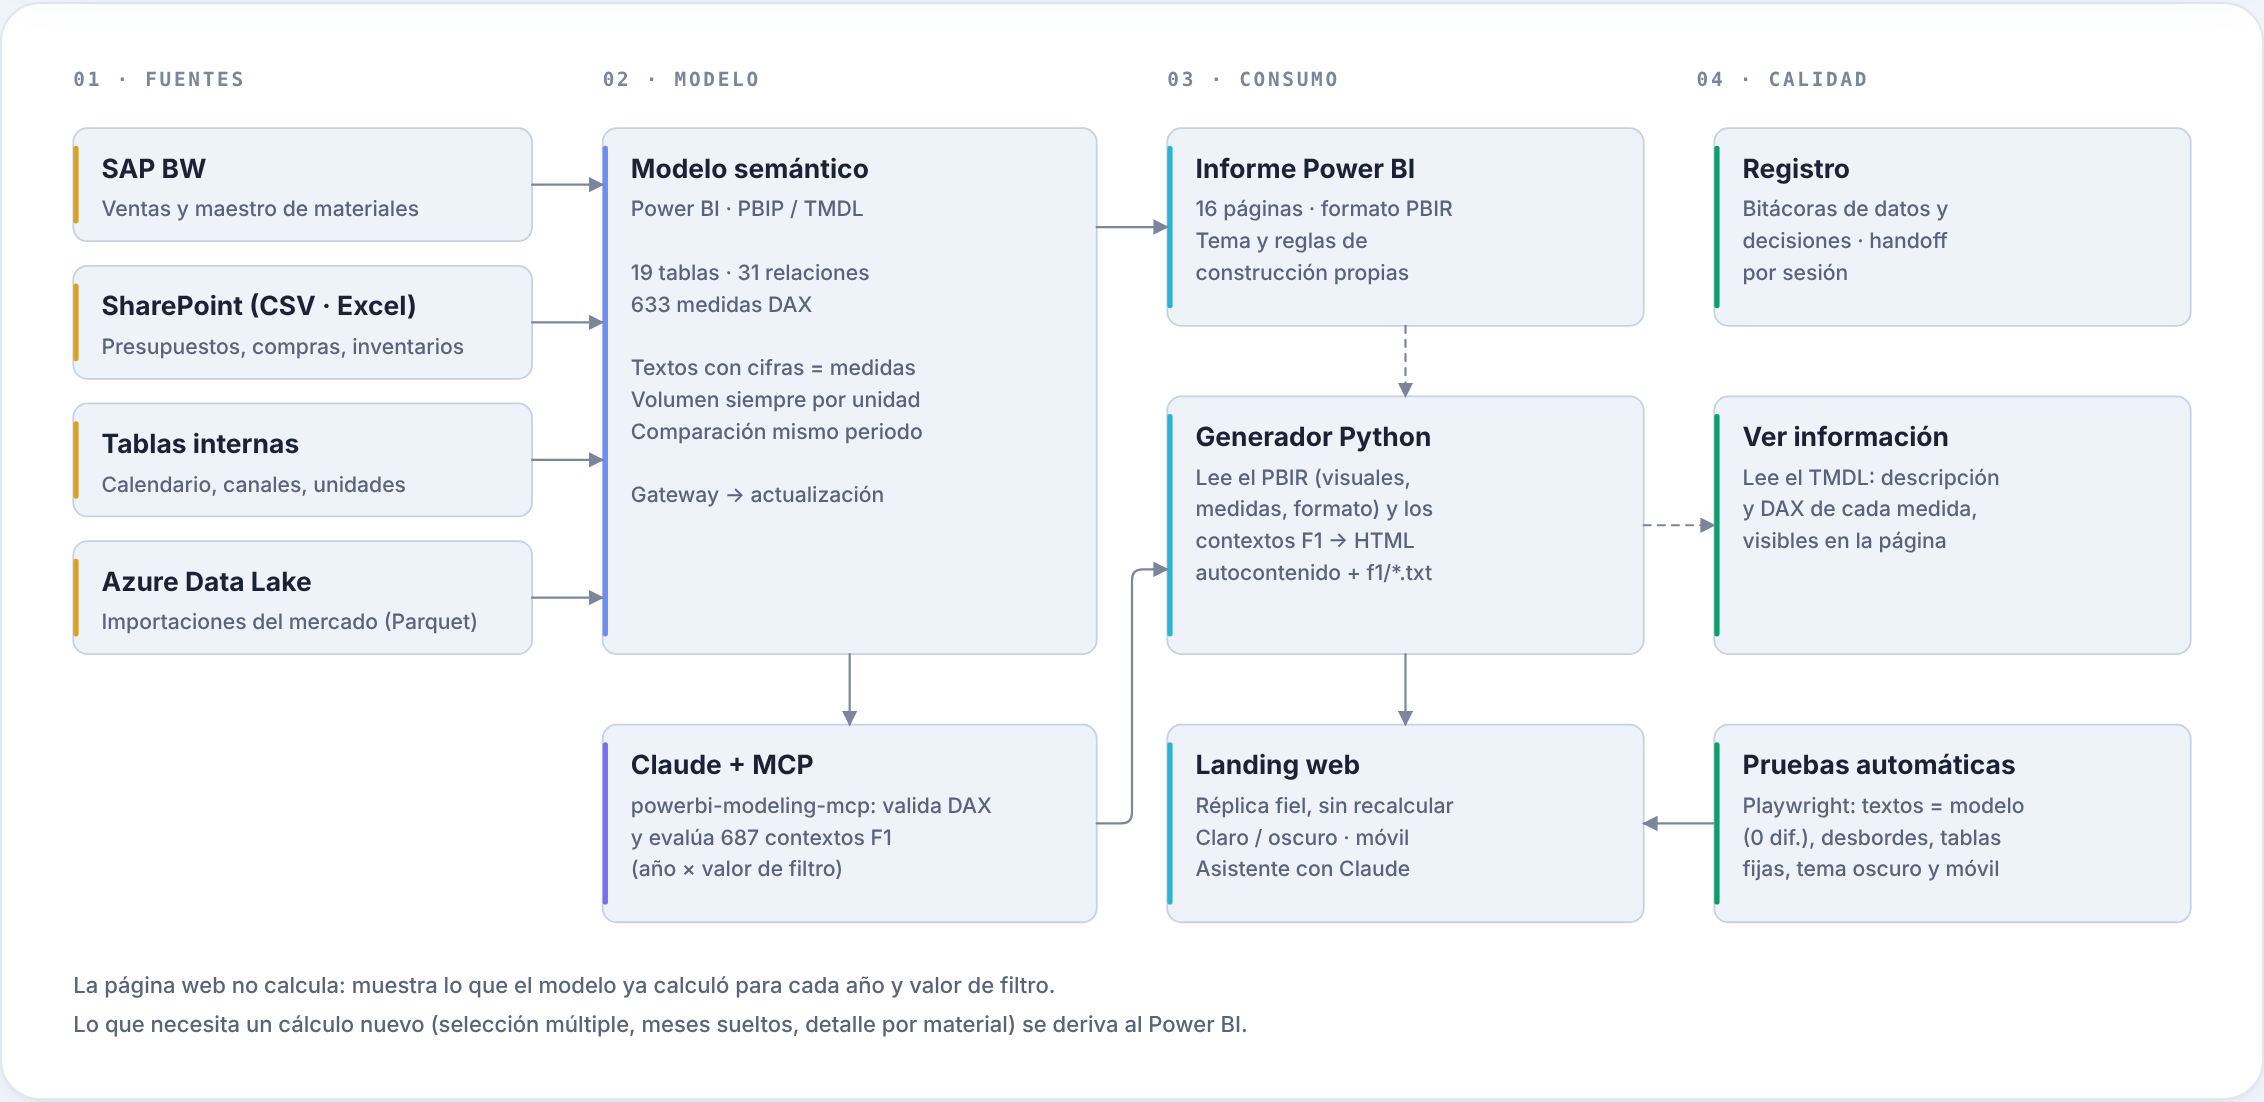 01 · FUENTES
SAP BW
Ventas y maestro de materiales
SharePoint (CSV · Excel)
Presupuestos, compras, inventarios
Tablas internas
Calendario, canales, unidades
Azure Data Lake
Importaciones del mercado (Parquet)
02 · MODELO
Modelo semántico
Power BI · PBIP / TMDL
19 tablas · 31 relaciones
633 medidas DAX
Textos con cifras = medidas
Volumen siempre por unidad
Comparación mismo periodo
Gateway → actualización
Claude + MCP
powerbi-modeling-mcp: valida DAX
y evalúa 687 contextos F1
(año × valor de filtro)
03 · CONSUMO
Informe Power BI
16 páginas · formato PBIR
Tema y reglas de
construcción propias
Generador Python
Lee el PBIR (visuales,
medidas, formato) y los
contextos F1 → HTML
autocontenido + f1/*.txt
Landing web
Réplica fiel, sin recalcular
Claro / oscuro · móvil
Asistente con Claude
04 · CALIDAD
Registro
Bitácoras de datos y
decisiones · handoff
por sesión
Ver información
Lee el TMDL: descripción
y DAX de cada medida,
visibles en la página
Pruebas automáticas
Playwright: textos = modelo
(0 dif.), desbordes, tablas
fijas, tema oscuro y móvil
La página web no calcula: muestra lo que el modelo ya calculó para cada año y valor de filtro.
Lo que necesita un cálculo nuevo (selección múltiple, meses sueltos, detalle por material) se deriva al Power BI.